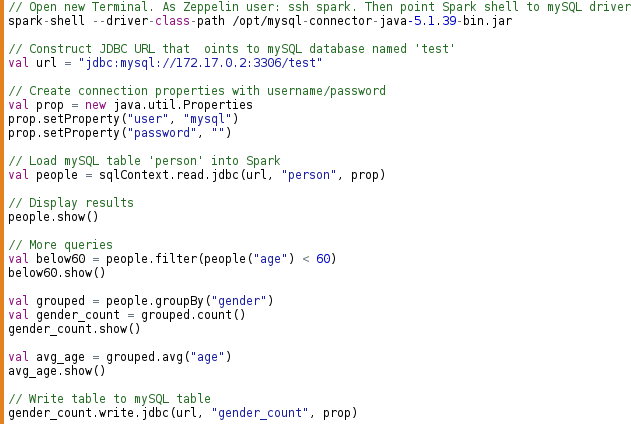 // Open new Terminal. As Zeppelin user: ssh spark. Then point Spark shell to mySQL driver
spark-shell --driver-class-path /opt/mysql-connector-java-5.1.39-bin.jar
// Construct JDBC URL that  oints to mySQL database named 'test'
val url = "jdbc:mysql://172.17.0.2:3306/test"
// Create connection properties with username/password
val prop = new java.util.Properties
prop.setProperty("user", "mysql")
prop.setProperty("password", "")
// Load mySQL table 'person' into Spark
val people = sqlContext.read.jdbc(url, "person", prop)
// Display results
people.show()
// More queries
val below60 = people.filter(people("age") < 60)
below60.show()
val grouped = people.groupBy("gender")
val gender_count = grouped.count()
gender_count.show()
val avg_age = grouped.avg("age")
avg_age.show()
// Write table to mySQL table
gender_count.write.jdbc(url, "gender_count", prop)